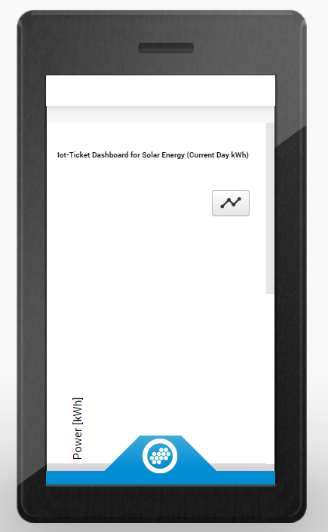 Iot-Ticket Dashboard for Solar Energy (Current Day kWh)
Power [kWh]